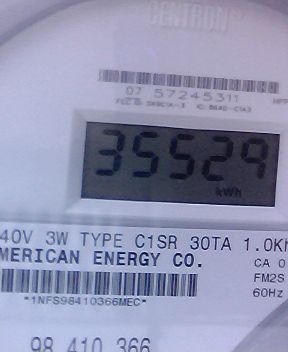 CENTRON
07 57245311
35529
kWh
40V 3W TYPE C1SR 30TA 1.0Kh
MERICAN ENERGY CO.
CA 0
FM2S
60Hz
*1NFS98410366MEC*
98 410 366